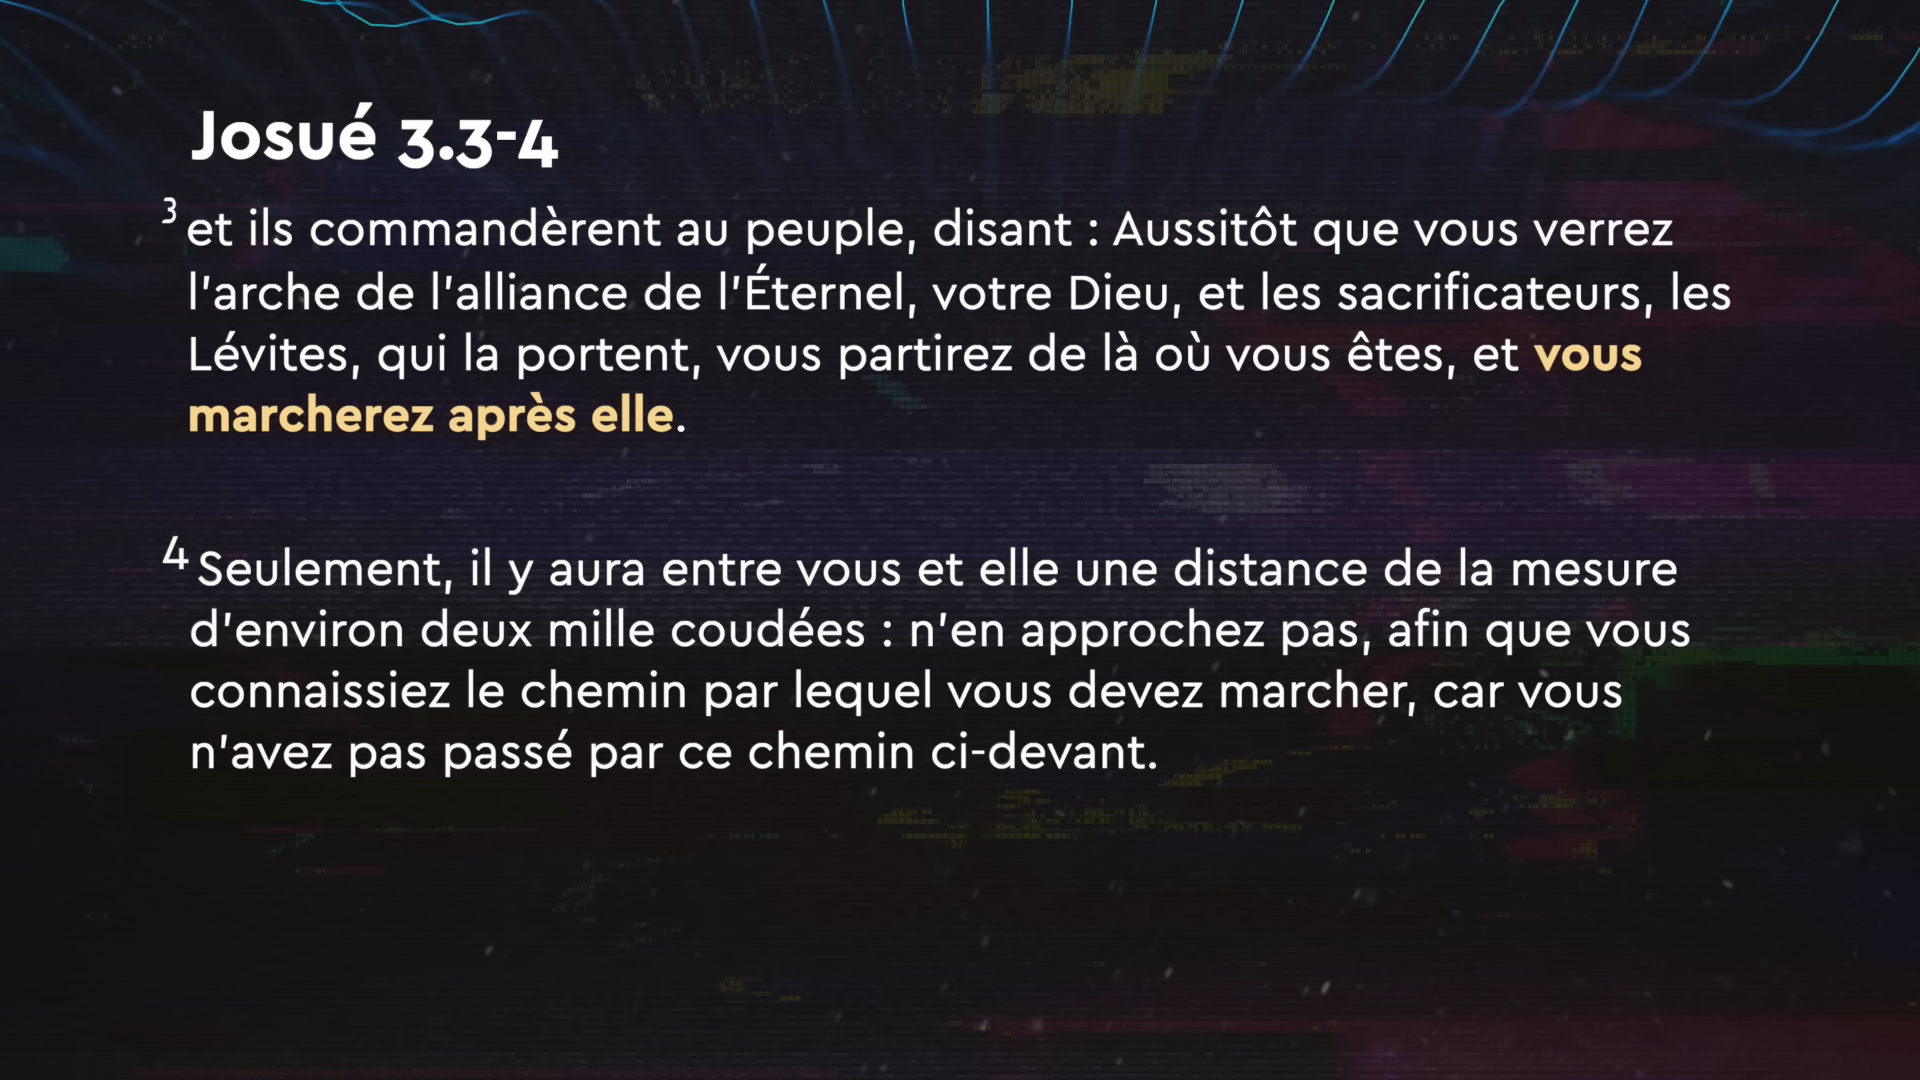 Josué 3.3-4
3 et ils commandèrent au peuple, disant : Aussitôt que vous verrez
l’arche de l’alliance de l’Éternel, votre Dieu, et les sacrificateurs, les
Lévites, qui la portent, vous partirez de là où vous êtes, et vous
marcherez après elle.
4 Seulement, il y aura entre vous et elle une distance de la mesure
d’environ deux mille coudées : n’en approchez pas, afin que vous
connaissiez le chemin par lequel vous devez marcher, car vous
n’avez pas passé par ce chemin ci-devant.